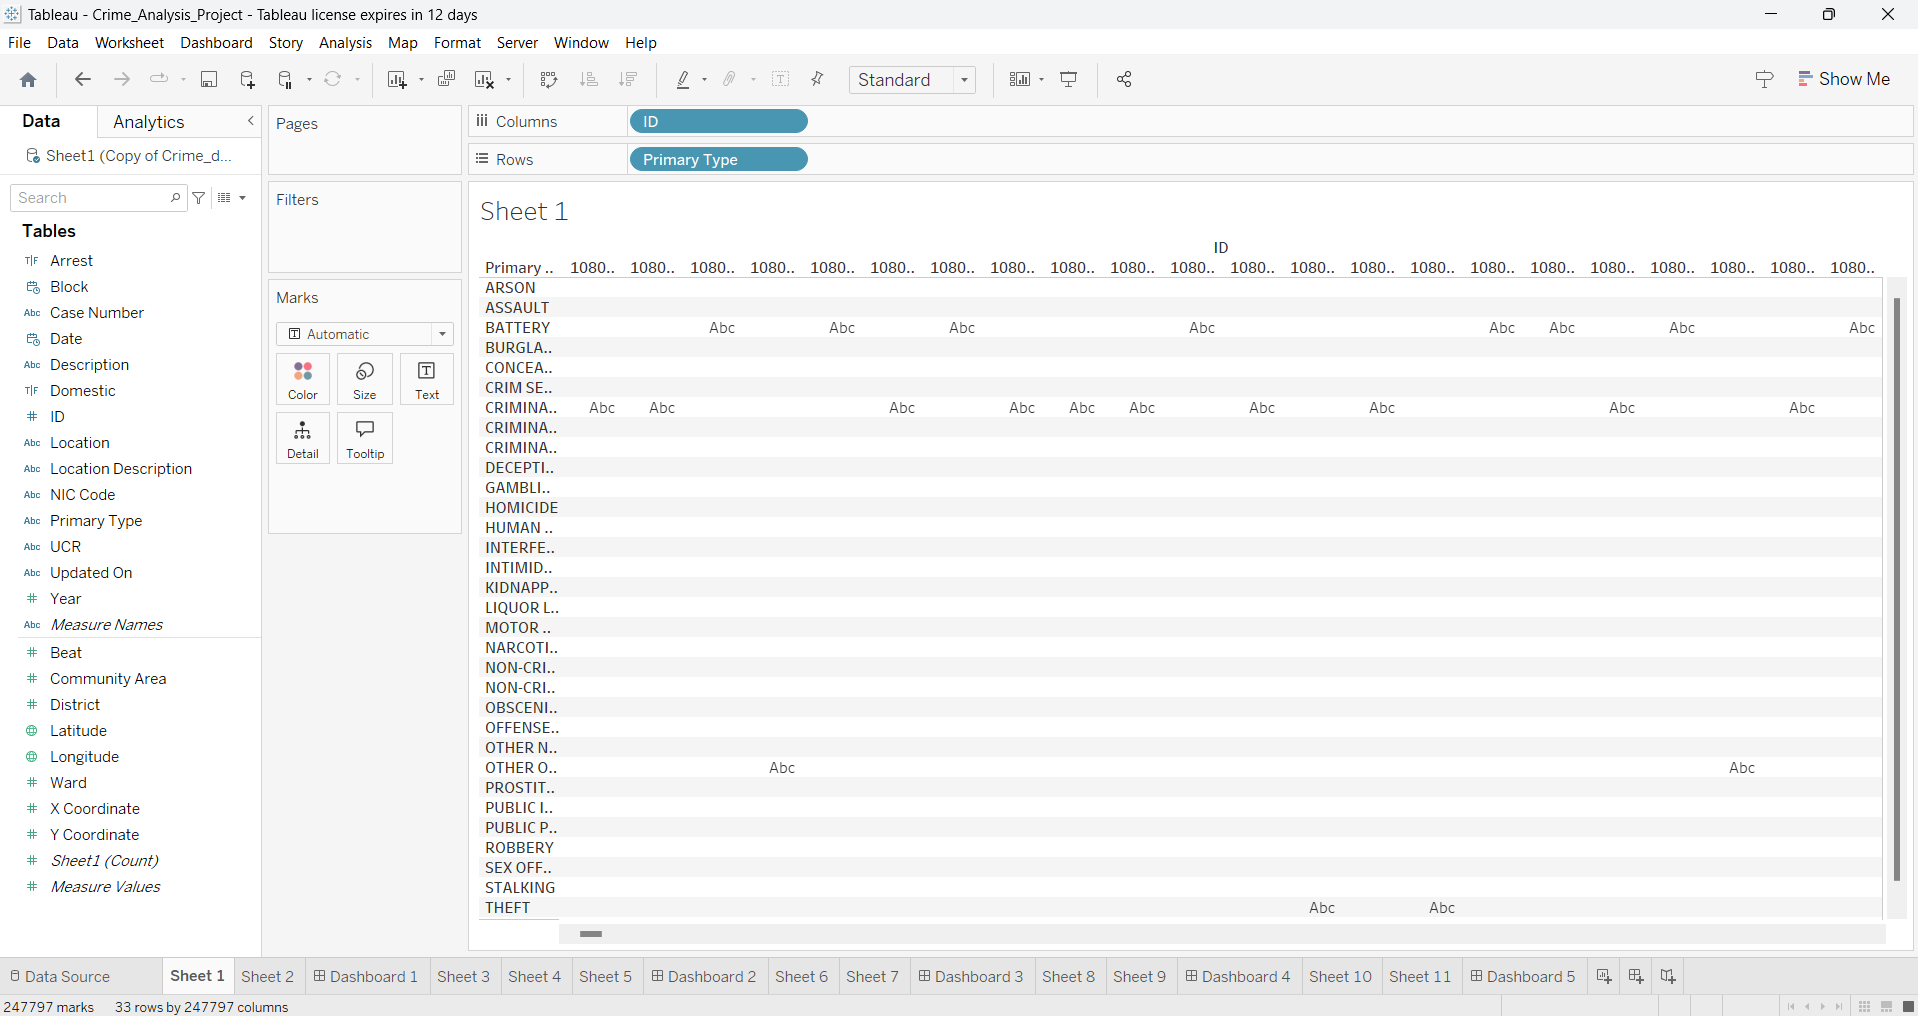 Tableau - Crime_Analysis_Project - Tableau license expires in 12 days
File Data Worksheet Dashboard Story Analysis Map Format Server Window Help
Standard
Show Me
Data Analytics
Sheet1 (Copy of Crime_d...
Search
Tables
T|F Arrest
Block
Abc Case Number
Date
Abc Description
T|F Domestic
# ID
Abc Location
Abc Location Description
Abc NIC Code
Abc Primary Type
Abc UCR
Abc Updated On
# Year
Abc Measure Names
# Beat
# Community Area
# District
Latitude
Longitude
# Ward
# X Coordinate
# Y Coordinate
# Sheet1 (Count)
# Measure Values
Pages
Filters
Marks
Automatic
Color Size Text
Detail Tooltip
Columns ID
Rows Primary Type
Sheet 1
ID
Primary .. 1080.. 1080.. 1080.. 1080.. 1080.. 1080.. 1080.. 1080.. 1080.. 1080.. 1080.. 1080.. 1080.. 1080.. 1080.. 1080.. 1080.. 1080.. 1080.. 1080.. 1080.. 1080..
ARSON
ASSAULT
BATTERY Abc Abc Abc Abc Abc Abc Abc Abc
BURGLA..
CONCEA..
CRIM SE..
CRIMINA.. Abc Abc Abc Abc Abc Abc Abc Abc Abc Abc
CRIMINA..
CRIMINA..
DECEPTI..
GAMBLI..
HOMICIDE
HUMAN ..
INTERFE..
INTIMID..
KIDNAPP..
LIQUOR L..
MOTOR ..
NARCOTI..
NON-CRI..
NON-CRI..
OBSCENI..
OFFENSE..
OTHER N..
OTHER O.. Abc Abc
PROSTIT..
PUBLIC I..
PUBLIC P..
ROBBERY
SEX OFF..
STALKING
THEFT Abc Abc
Data Source Sheet 1 Sheet 2 Dashboard 1 Sheet 3 Sheet 4 Sheet 5 Dashboard 2 Sheet 6 Sheet 7 Dashboard 3 Sheet 8 Sheet 9 Dashboard 4 Sheet 10 Sheet 11 Dashboard 5
247797 marks 33 rows by 247797 columns